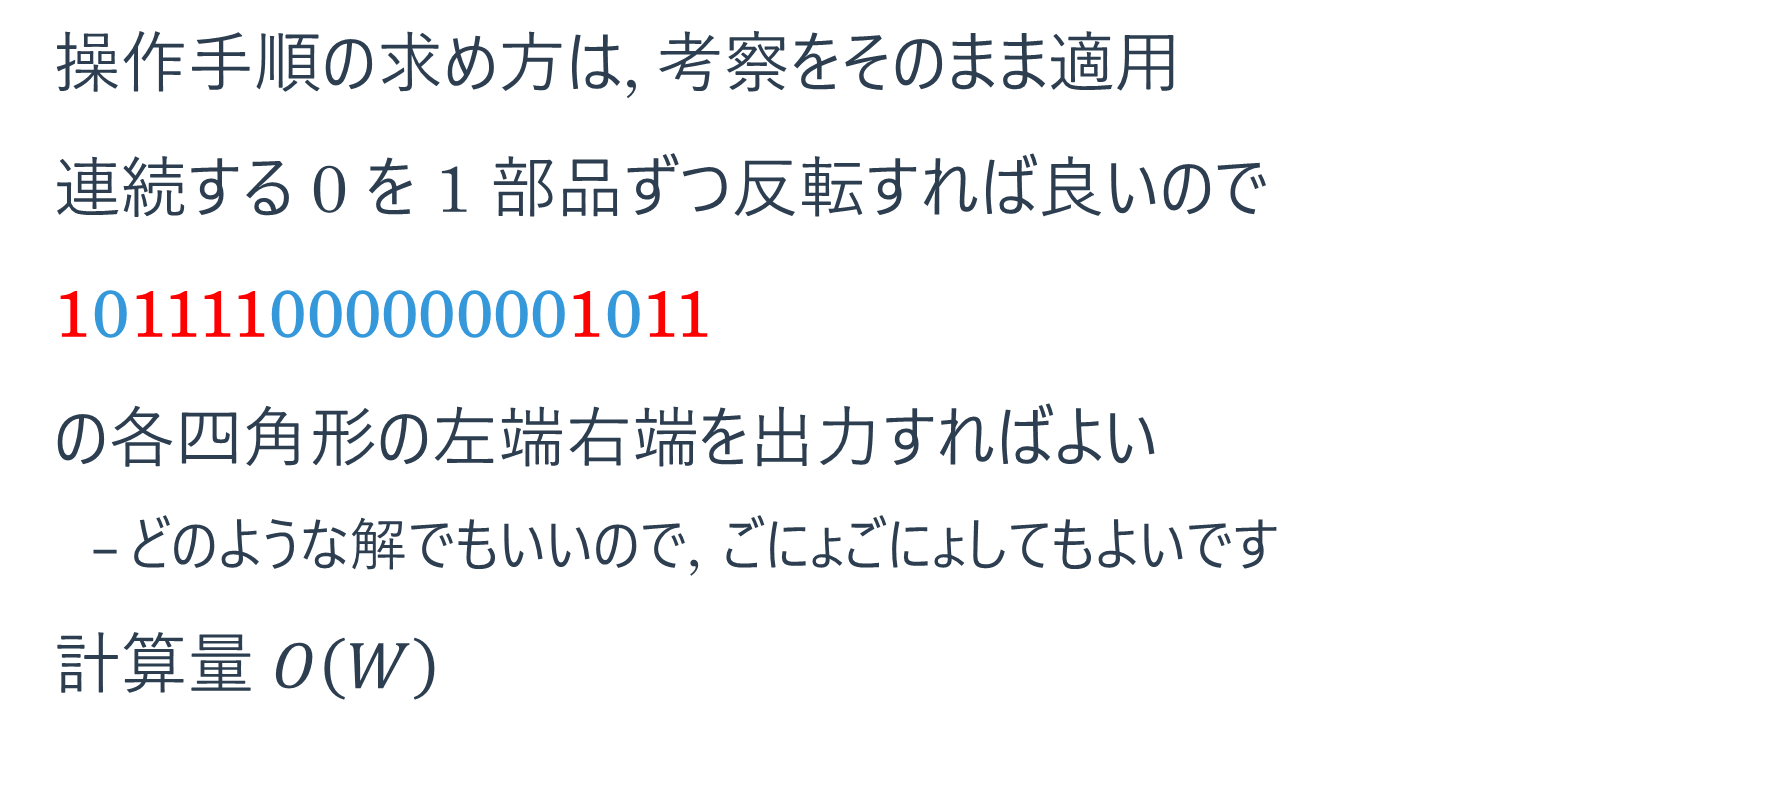 操作手順の求め方は, 考察をそのまま適用
連続する 0 を 1 部品ずつ反転すれば良いので
101111000000001011
の各四角形の左端右端を出力すればよい
– どのような解でもいいので, ごにょごにょしてもよいです
計算量 O(W)